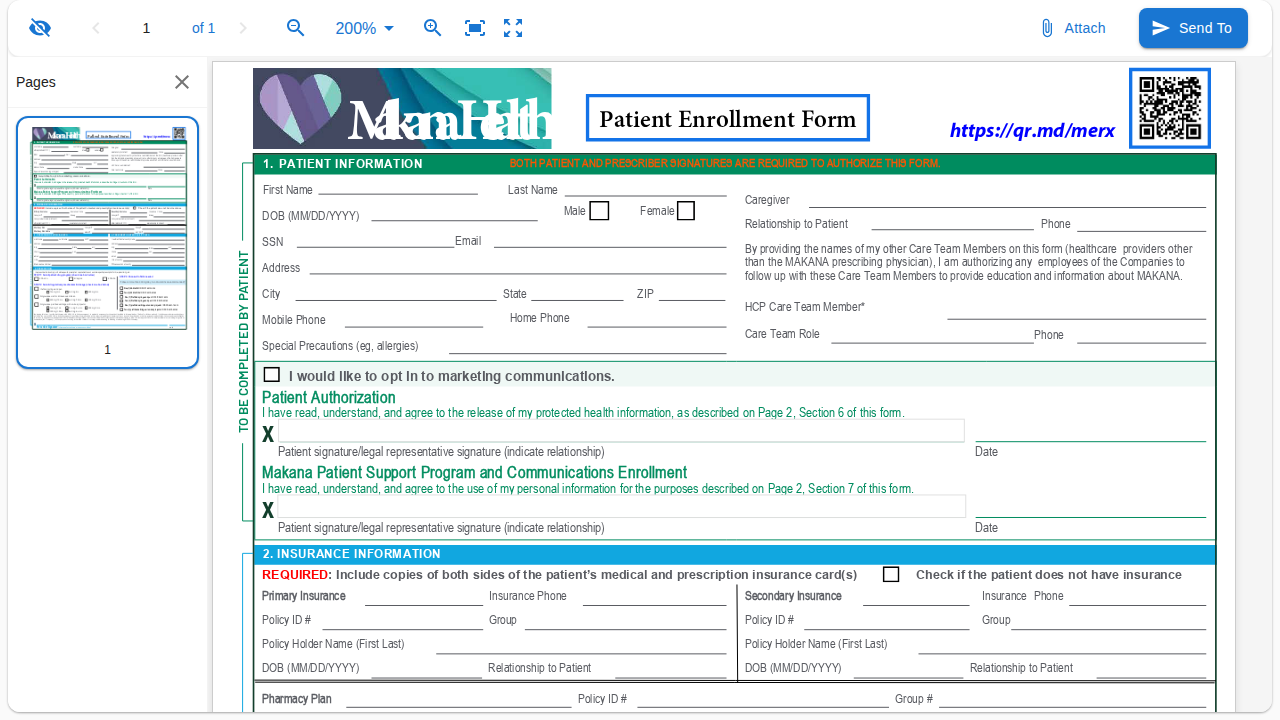 1 of 1 200% Attach Send To
Pages
1
Patient Enrollment Form
https://qr.md/merx
1. PATIENT INFORMATION BOTH PATIENT AND PRESCRIBER SIGNATURES ARE REQUIRED TO AUTHORIZE THIS FORM
TO BE COMPLETED BY PATIENT
First Name Last Name
DOB (MM/DD/YYYY) Male Female
SSN Email
Address
City State ZIP
Mobile Phone Home Phone
Special Precautions (eg, allergies)
Caregiver
Relationship to Patient Phone
By providing the names of my other Care Team Members on this form (healthcare providers other
than the MAKANA prescribing physician), I am authorizing any employees of the Companies to
follow up with these Care Team Members to provide education and information about MAKANA.
HCP Care Team Member*
Care Team Role Phone
I would like to opt in to marketing communications.
Patient Authorization
I have read, understand, and agree to the release of my protected health information, as described on Page 2, Section 6 of this form.
X
Patient signature/legal representative signature (indicate relationship) Date
Makana Patient Support Program and Communications Enrollment
I have read, understand, and agree to the use of my personal information for the purposes described on Page 2, Section 7 of this form.
X
Patient signature/legal representative signature (indicate relationship) Date
2. INSURANCE INFORMATION
REQUIRED: Include copies of both sides of the patient's medical and prescription insurance card(s) Check if the patient does not have insurance
Primary Insurance Insurance Phone
Policy ID # Group
Policy Holder Name (First Last)
DOB (MM/DD/YYYY) Relationship to Patient
Secondary Insurance Insurance Phone
Policy ID # Group
Policy Holder Name (First Last)
DOB (MM/DD/YYYY) Relationship to Patient
Pharmacy Plan Policy ID # Group #